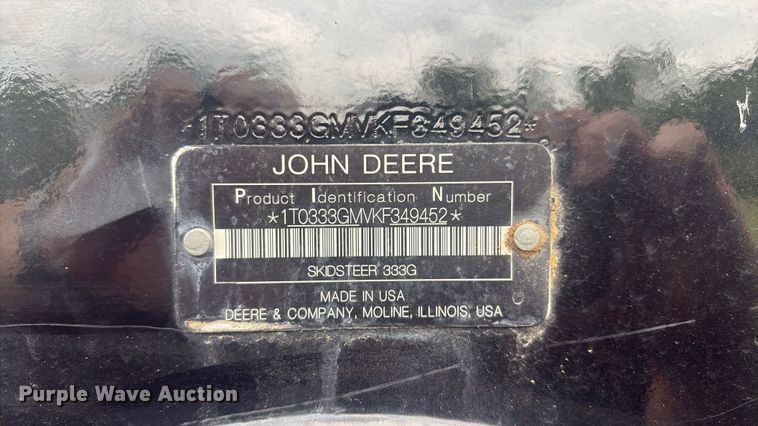 *1T0333GMVKF349452*
JOHN DEERE
Product Identification Number
*1T0333GMVKF349452*
SKIDSTEER 333G
MADE IN USA
DEERE & COMPANY, MOLINE, ILLINOIS, USA
Purple Wave Auction